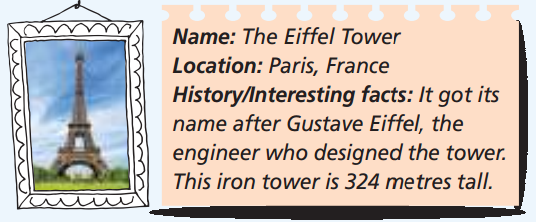 Name: The Eiffel Tower
Location: Paris, France
History/Interesting facts: It got its
name after Gustave Eiffel, the
engineer who designed the tower.
This iron tower is 324 metres tall.